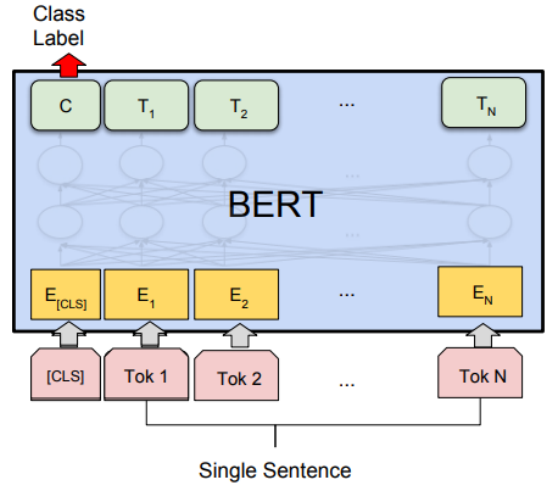 Class
Label
C T1 T2 ... TN
...
BERT
...
E[CLS] E1 E2 ... EN
[CLS] Tok 1 Tok 2 ... Tok N
Single Sentence